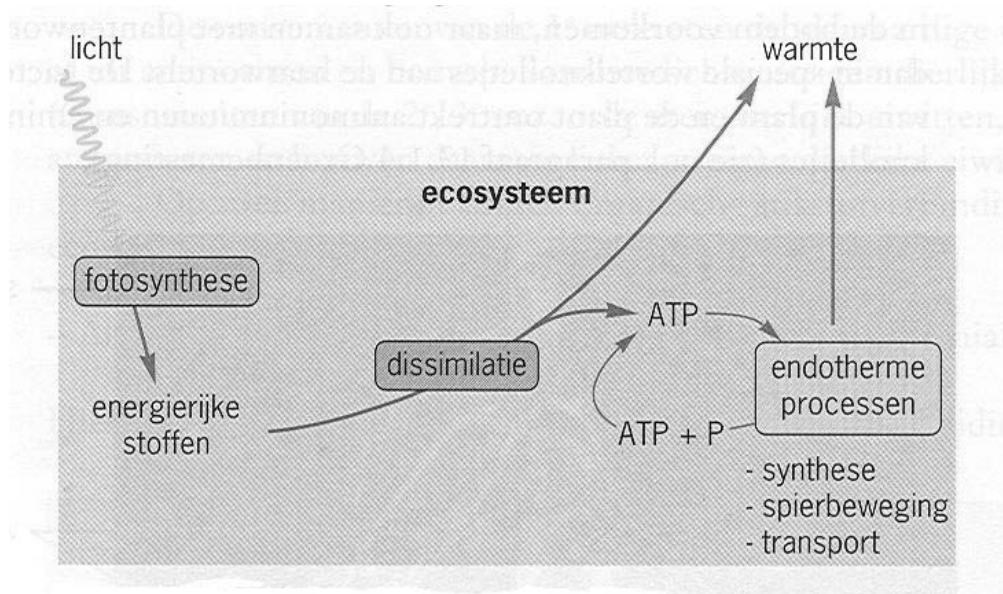 licht
warmte
ecosysteem
fotosynthese
ATP
dissimilatie
endotherme
processen
energierijke
stoffen
ATP + P
- synthese
- spierbeweging
- transport